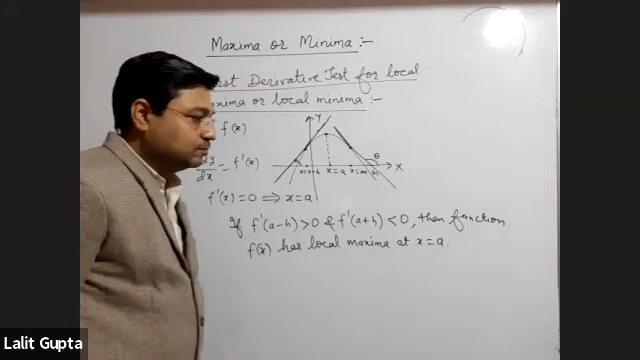 Maxima or Minima :-
First Derivative Test for local
Maxima or local minima :-
f(x)
dy/dx = f'(x)
f'(x) = 0 ⟹ x = a
Y
X
θ
x=a-h
x=a
x=a+h
If f'(a-h) > 0 & f'(a+h) < 0, then function
f(x) has local maxima at x = a.
Lalit Gupta